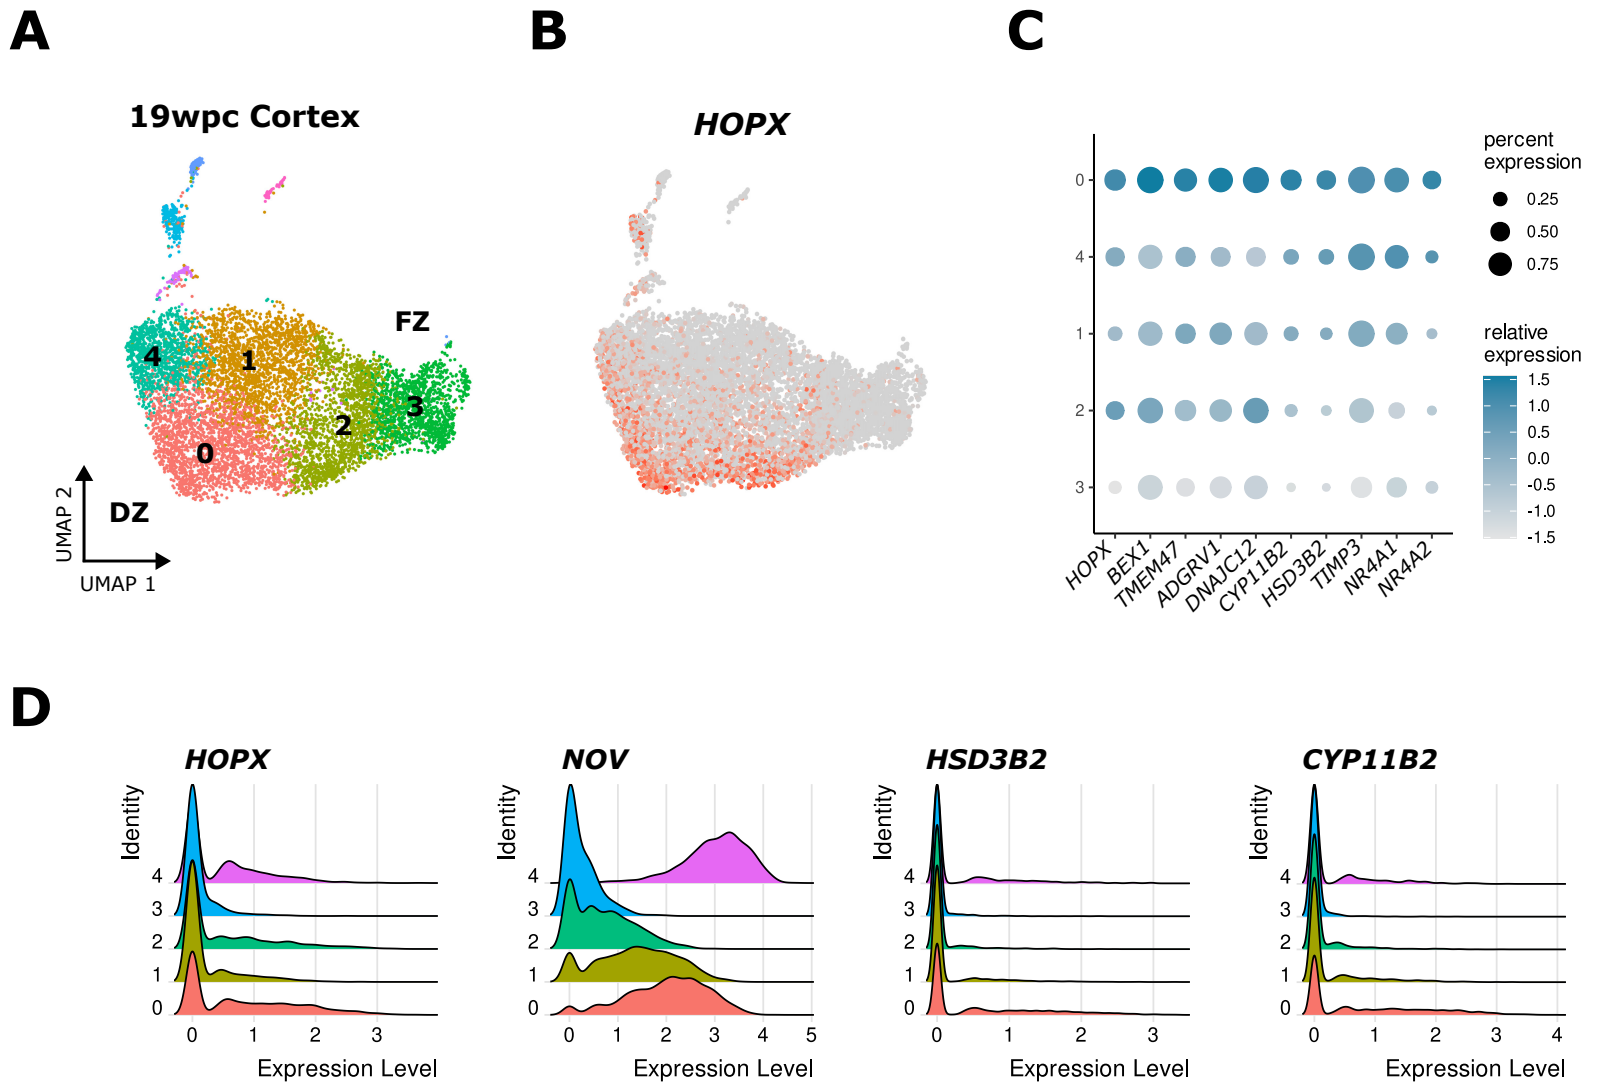 A
B
C
19wpc Cortex
4
1
2
3
0
FZ
DZ
UMAP 2
UMAP 1
HOPX
0
4
1
2
3
HOPX
BEX1
TMEM47
ADGRV1
DNAJC12
CYP11B2
HSD3B2
TIMP3
NR4A1
NR4A2
percent
expression
0.25
0.50
0.75
relative
expression
1.5
1.0
0.5
0.0
-0.5
-1.0
-1.5
D
HOPX
Identity
4
3
2
1
0
0 1 2 3
Expression Level
NOV
Identity
4
3
2
1
0
0 1 2 3 4 5
Expression Level
HSD3B2
Identity
4
3
2
1
0
0 1 2 3
Expression Level
CYP11B2
Identity
4
3
2
1
0
0 1 2 3 4
Expression Level